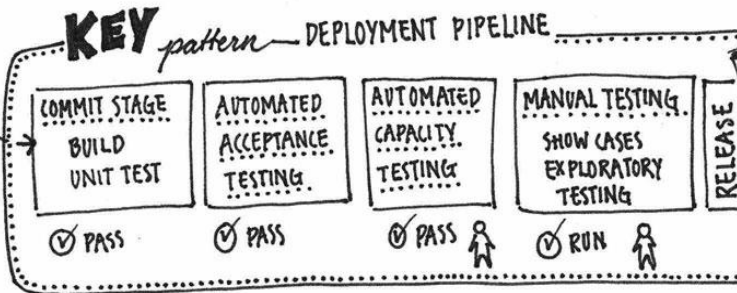 KEY pattern DEPLOYMENT PIPELINE
COMMIT STAGE
BUILD
UNIT TEST
PASS
AUTOMATED
ACCEPTANCE
TESTING
PASS
AUTOMATED
CAPACITY
TESTING
PASS
MANUAL TESTING
SHOW CASES
EXPLORATORY
TESTING
RUN
RELEASE